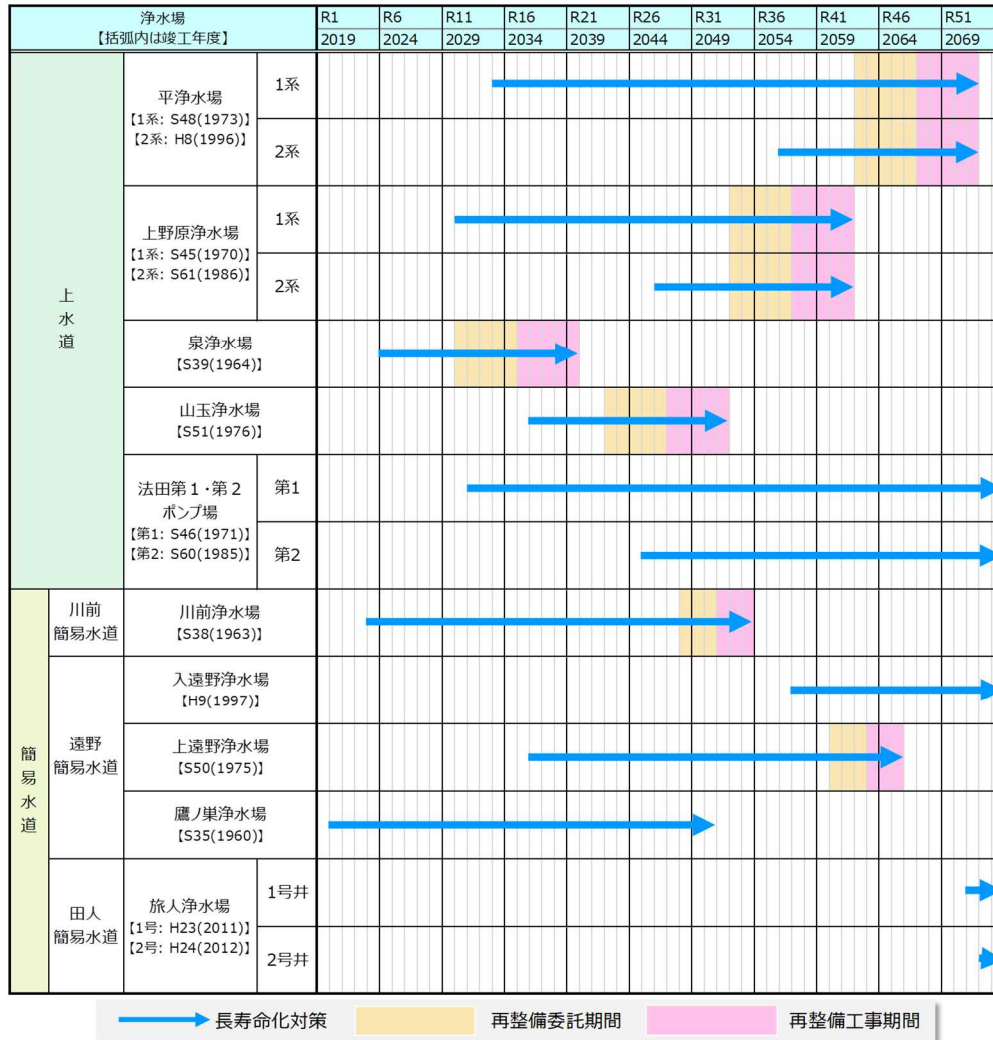 浄水場
【括弧内は竣工年度】
R1 R6 R11 R16 R21 R26 R31 R36 R41 R46 R51
2019 2024 2029 2034 2039 2044 2049 2054 2059 2064 2069
上水道
平浄水場
【1系: S48(1973)】
【2系: H8(1996)】
1系
2系
上野原浄水場
【1系: S45(1970)】
【2系: S61(1986)】
1系
2系
泉浄水場
【S39(1964)】
山玉浄水場
【S51(1976)】
法田第1・第2
ポンプ場
【第1: S46(1971)】
【第2: S60(1985)】
第1
第2
簡易水道
川前
簡易水道
川前浄水場
【S38(1963)】
遠野
簡易水道
入遠野浄水場
【H9(1997)】
上遠野浄水場
【S50(1975)】
鷹ノ巣浄水場
【S35(1960)】
田人
簡易水道
旅人浄水場
【1号: H23(2011)】
【2号: H24(2012)】
1号井
2号井
長寿命化対策 再整備委託期間 再整備工事期間